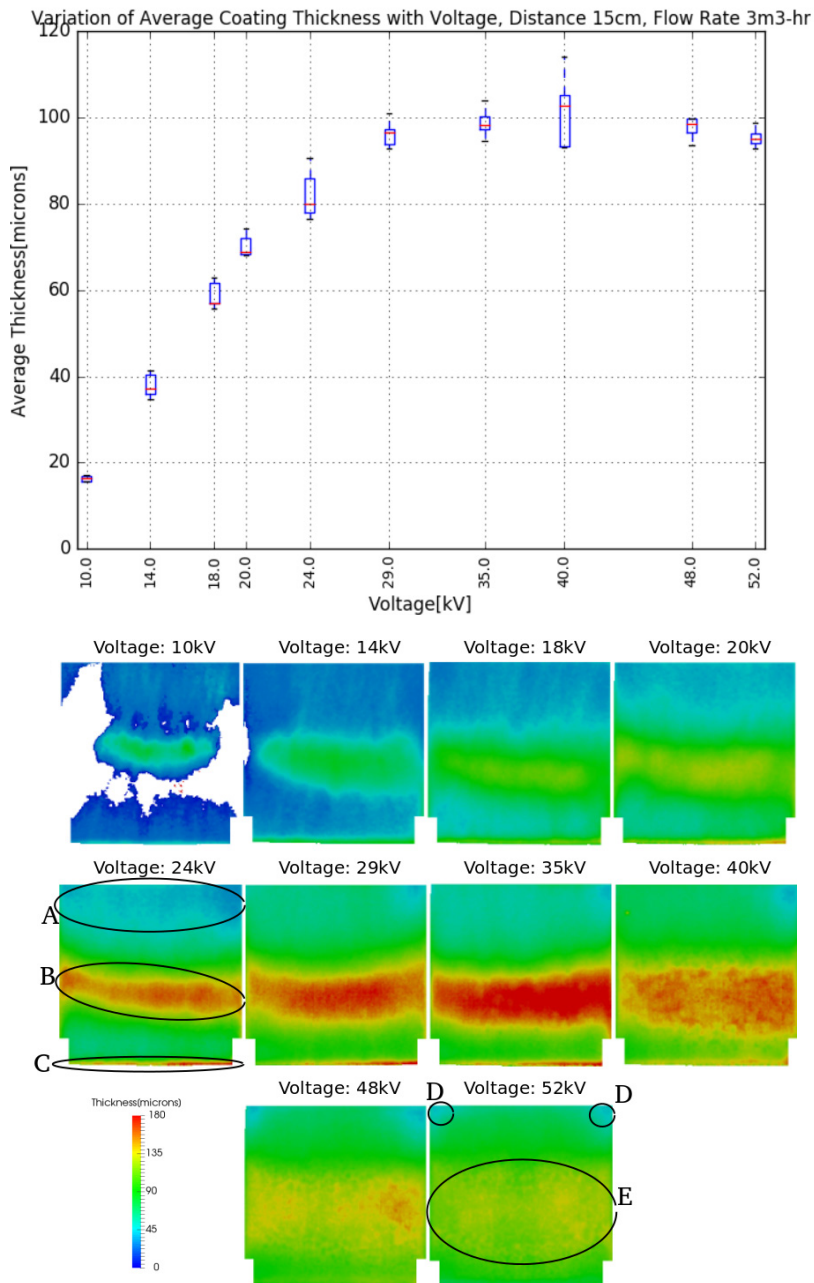 Variation of Average Coating Thickness with Voltage, Distance 15cm, Flow Rate 3m3-hr
120
100
80
60
40
20
0
Average Thickness[microns]
10.0 14.0 18.0 20.0 24.0 29.0 35.0 40.0 48.0 52.0
Voltage[kV]
Voltage: 10kV Voltage: 14kV Voltage: 18kV Voltage: 20kV
Voltage: 24kV Voltage: 29kV Voltage: 35kV Voltage: 40kV
A
B
C
Voltage: 48kV Voltage: 52kV
D D
E
Thickness(microns)
180
135
90
45
0